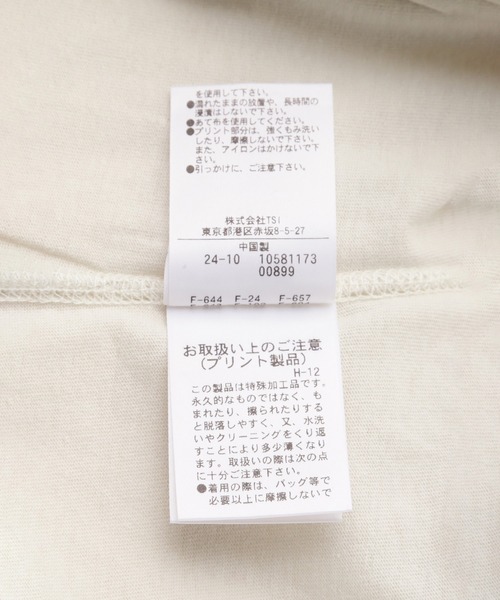 を使用して下さい。
●濡れたままの放置や、長時間の
浸漬はしないで下さい。
●あて布を使用してください。
●プリント部分は、強くもみ洗い
したり、摩擦しないで下さい。
また、アイロンはかけないで下
さい。
●引っかけに、ご注意下さい。
株式会社TSI
東京都港区赤坂8-5-27
中国製
24-10 10581173
00899
F-644 F-24 F-657
お取扱い上のご注意
(プリント製品)
H-12
この製品は特殊加工品です。
永久的なものではなく、も
まれたり、擦られたりする
と脱落しやすく、又、水洗
いやクリーニングをくり返
すことにより多少薄くなり
ます。取扱いの際は次の点
に十分ご注意下さい。
●着用の際は、バッグ等で
必要以上に摩擦しないで